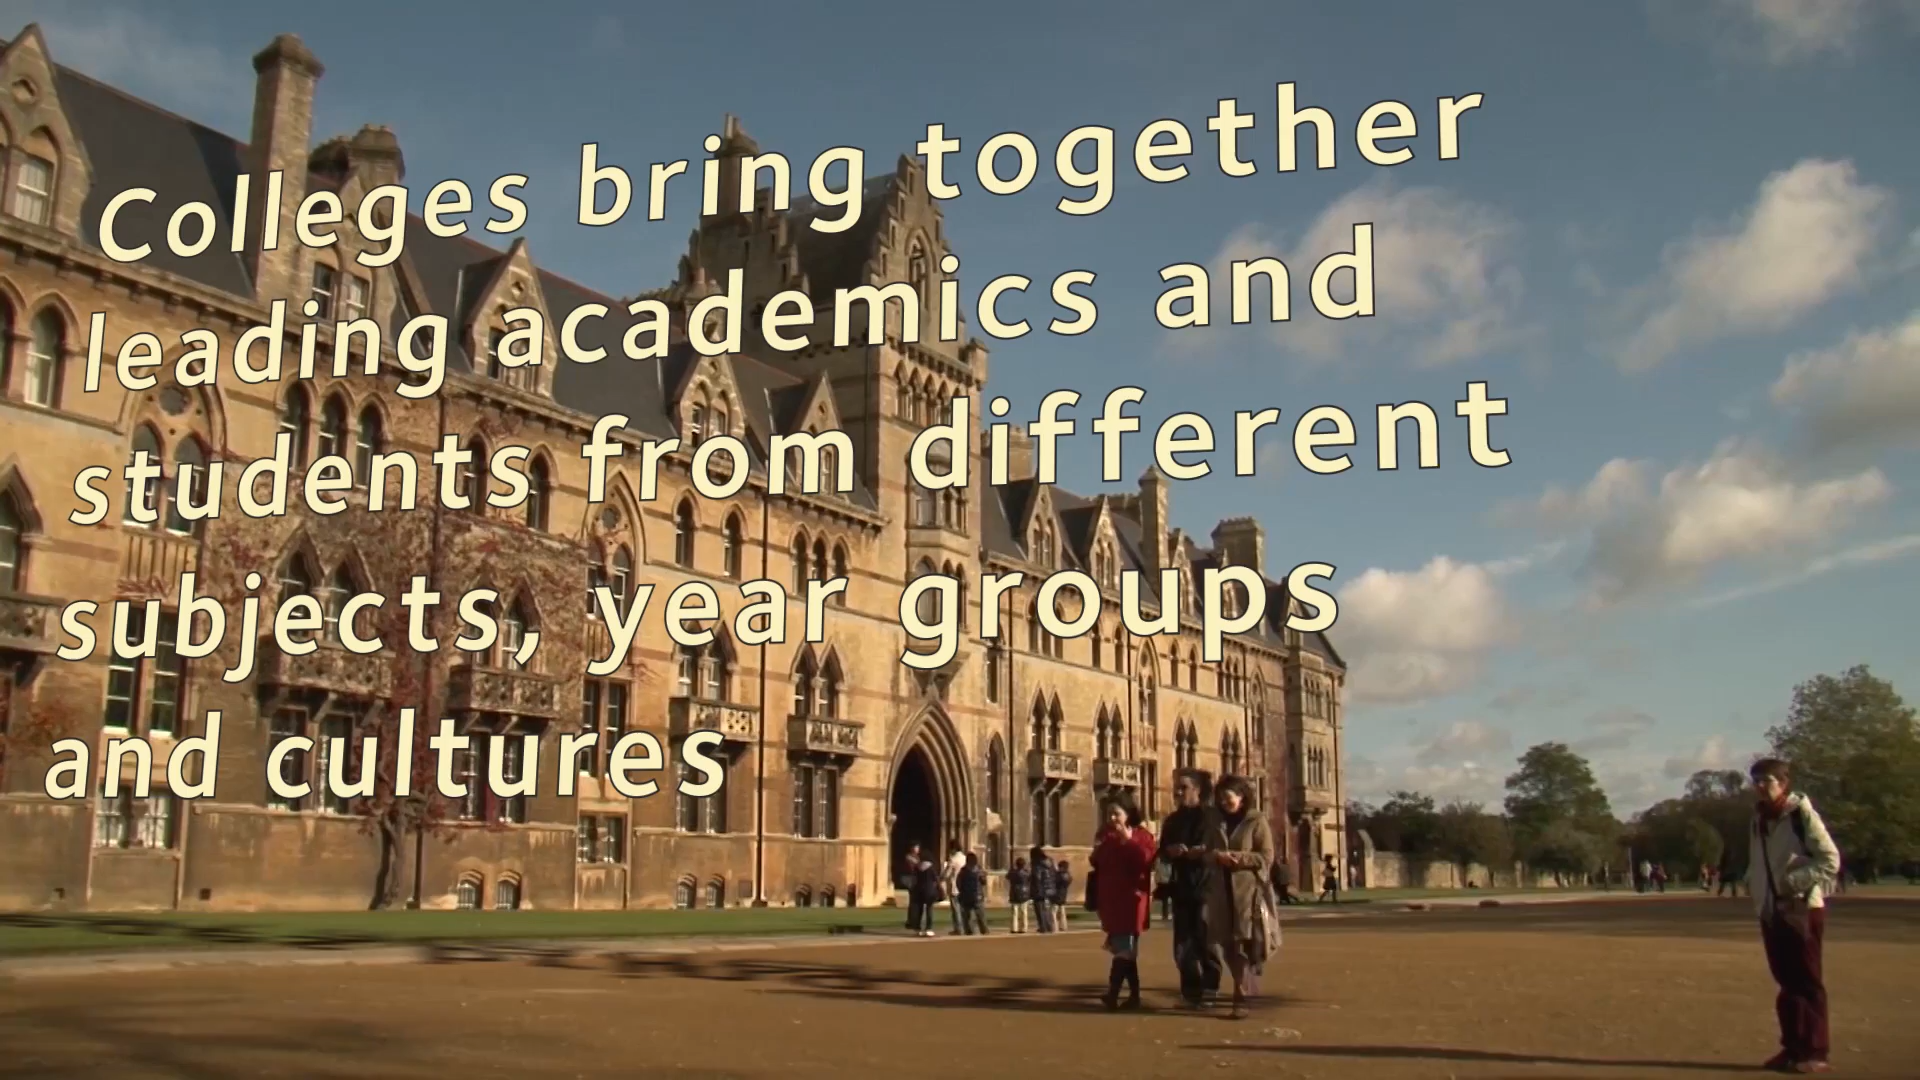 Colleges bring together
leading academics and
students from different
subjects, year groups
and cultures